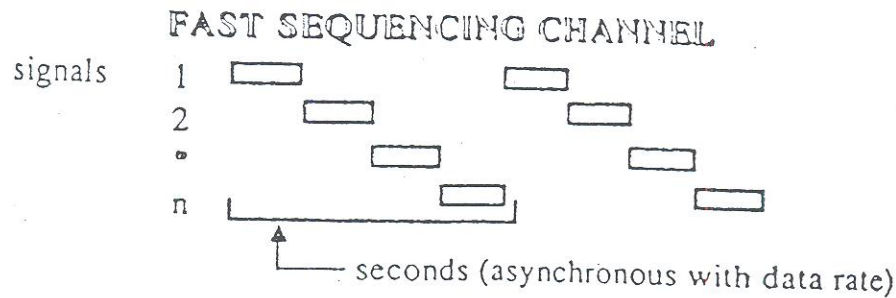 FAST SEQUENCING CHANNEL
signals 1
2
•
n
seconds (asynchronous with data rate)